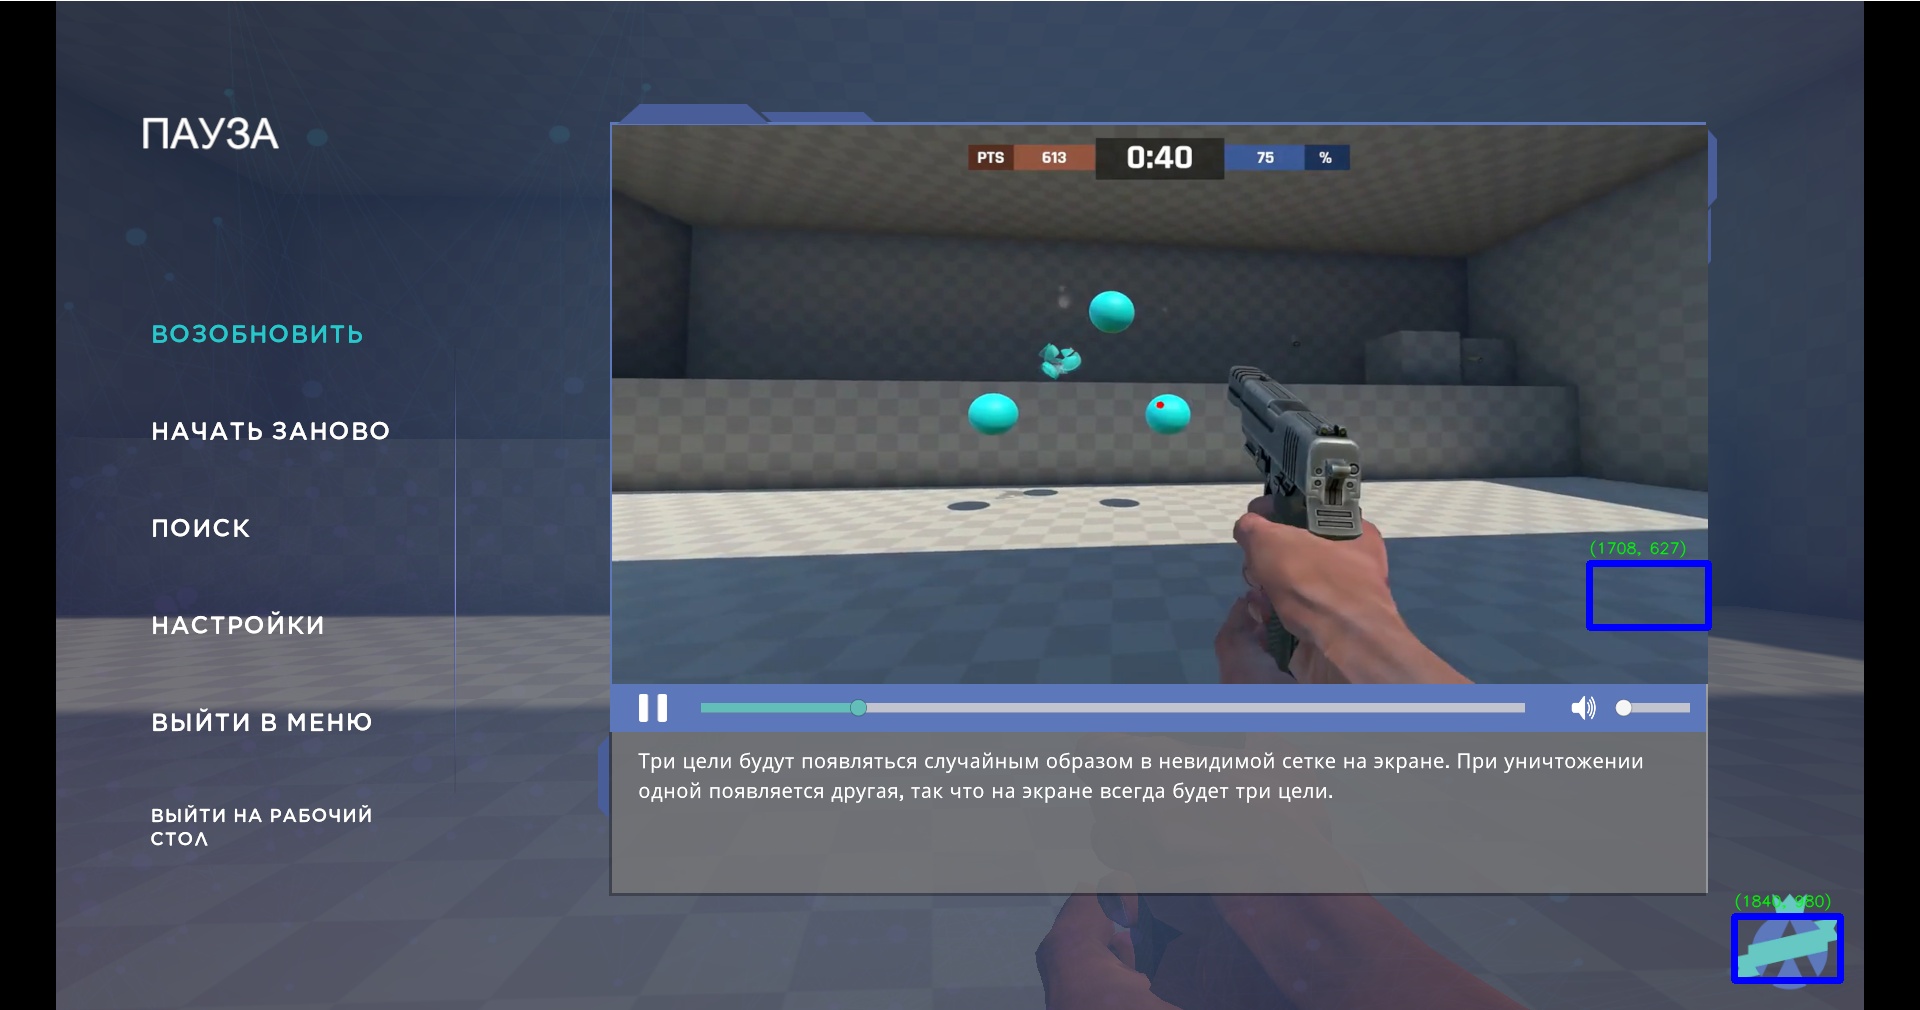 ПАУЗА
ВОЗОБНОВИТЬ
НАЧАТЬ ЗАНОВО
ПОИСК
НАСТРОЙКИ
ВЫЙТИ В МЕНЮ
ВЫЙТИ НА РАБОЧИЙ
СТОЛ
PTS 613 0:40 75 %
(1708, 627)
Три цели будут появляться случайным образом в невидимой сетке на экране. При уничтожении
одной появляется другая, так что на экране всегда будет три цели.
(1840, 980)